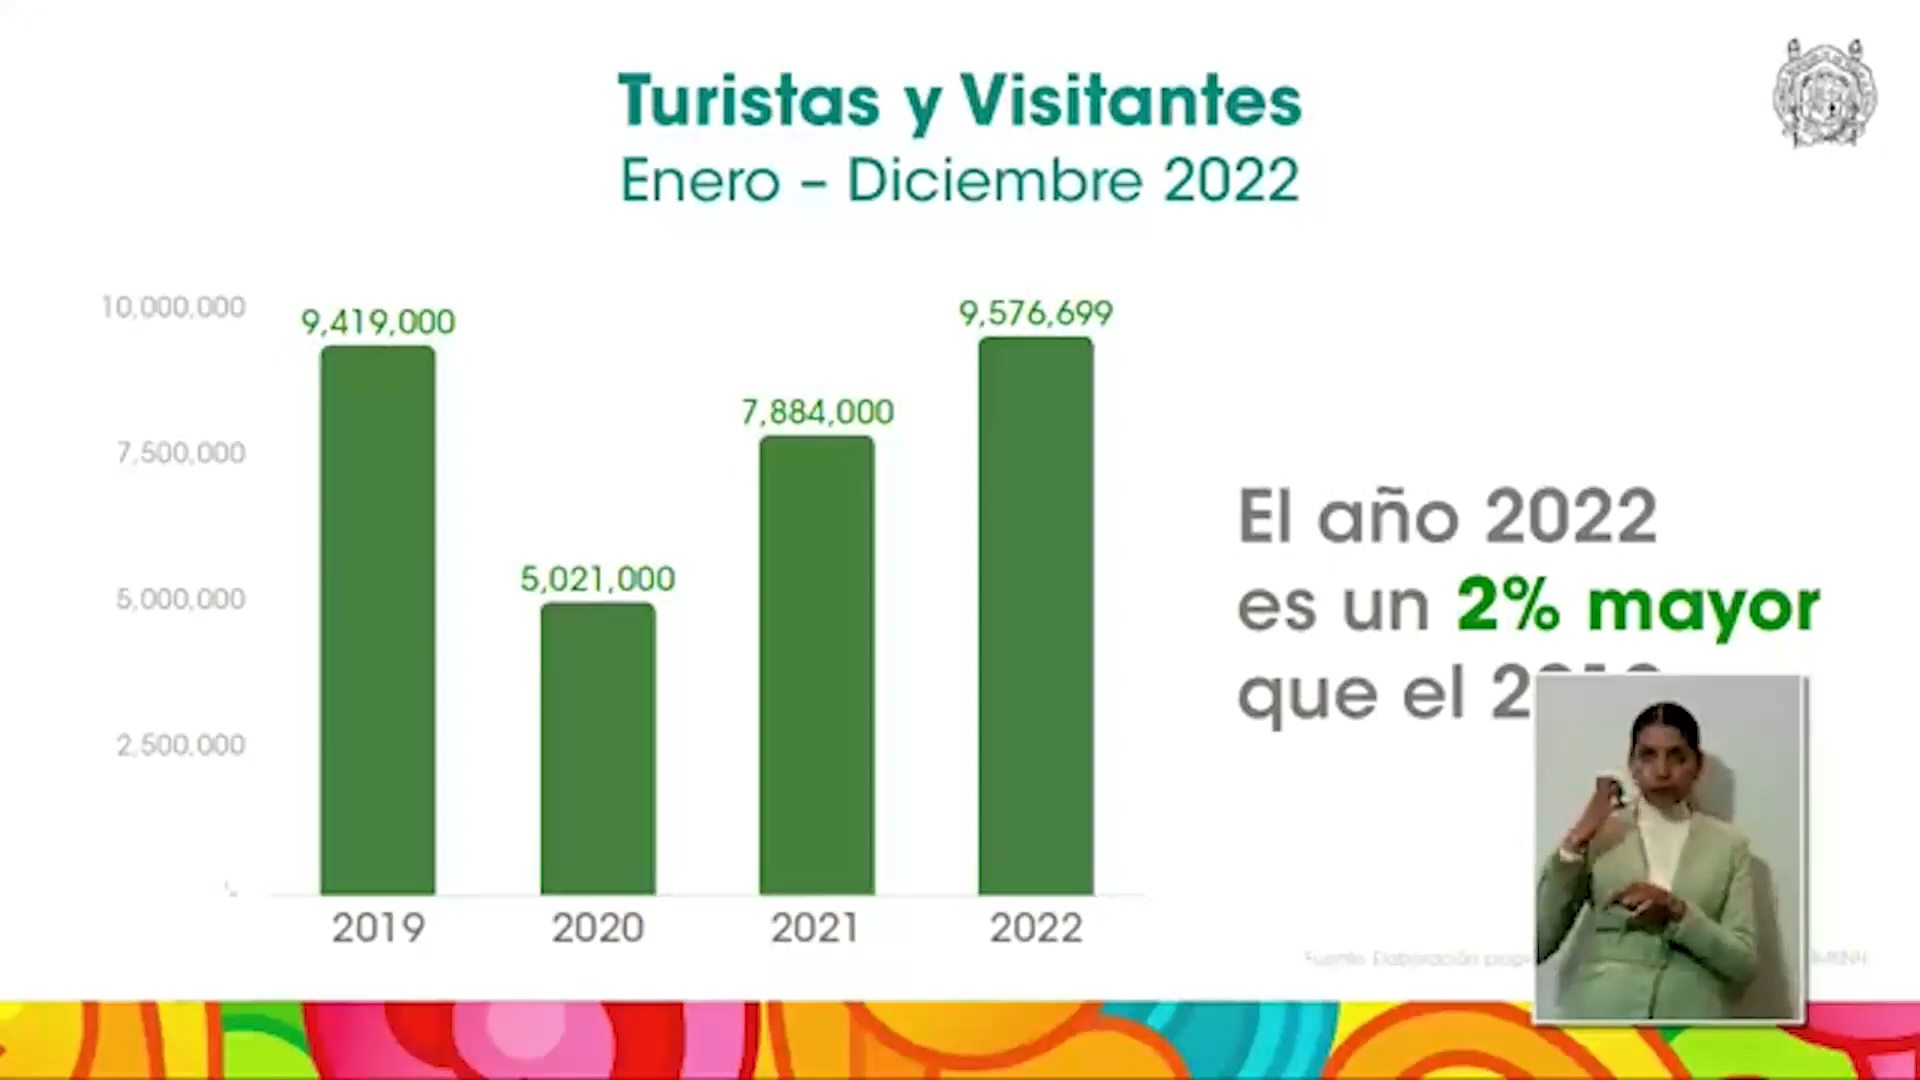 Turistas y Visitantes
Enero – Diciembre 2022
10,000,000
7,500,000
5,000,000
2,500,000
9,419,000
5,021,000
7,884,000
9,576,699
2019
2020
2021
2022
El año 2022
es un 2% mayor
que el
Fuente: Elaboración